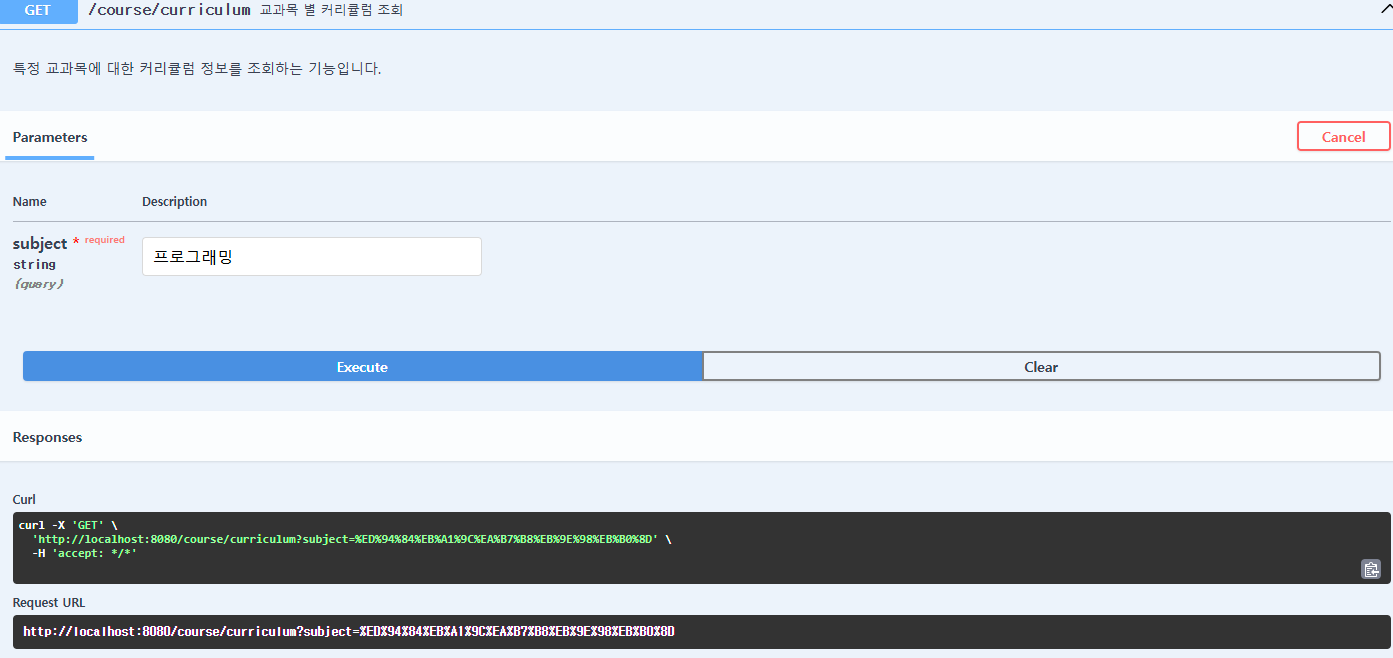 GET /course/curriculum 교과목 별 커리큘럼 조회
특정 교과목에 대한 커리큘럼 정보를 조회하는 기능입니다.
Parameters Cancel
Name Description
subject * required
string
(query)
프로그래밍
Execute Clear
Responses
Curl
curl -X 'GET' \
'http://localhost:8080/course/curriculum?subject=%ED%94%84%EB%A1%9C%EA%B7%B8%EB%9E%98%EB%B0%8D' \
-H 'accept: */*'
Request URL
http://localhost:8080/course/curriculum?subject=%ED%94%84%EB%A1%9C%EA%B7%B8%EB%9E%98%EB%B0%8D